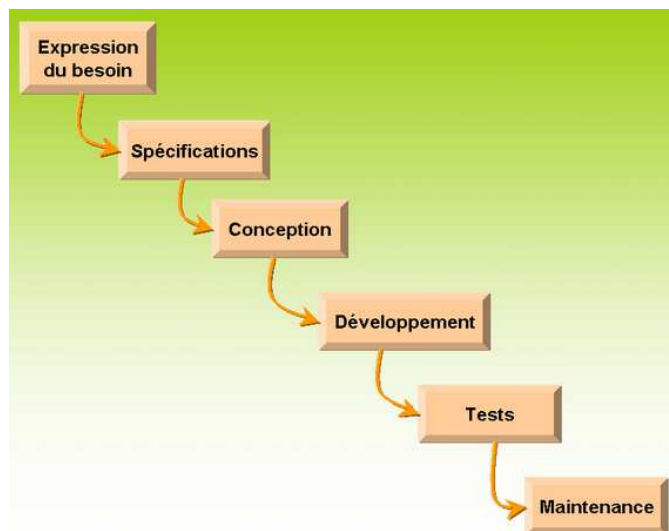 Expression
du besoin
Spécifications
Conception
Développement
Tests
Maintenance